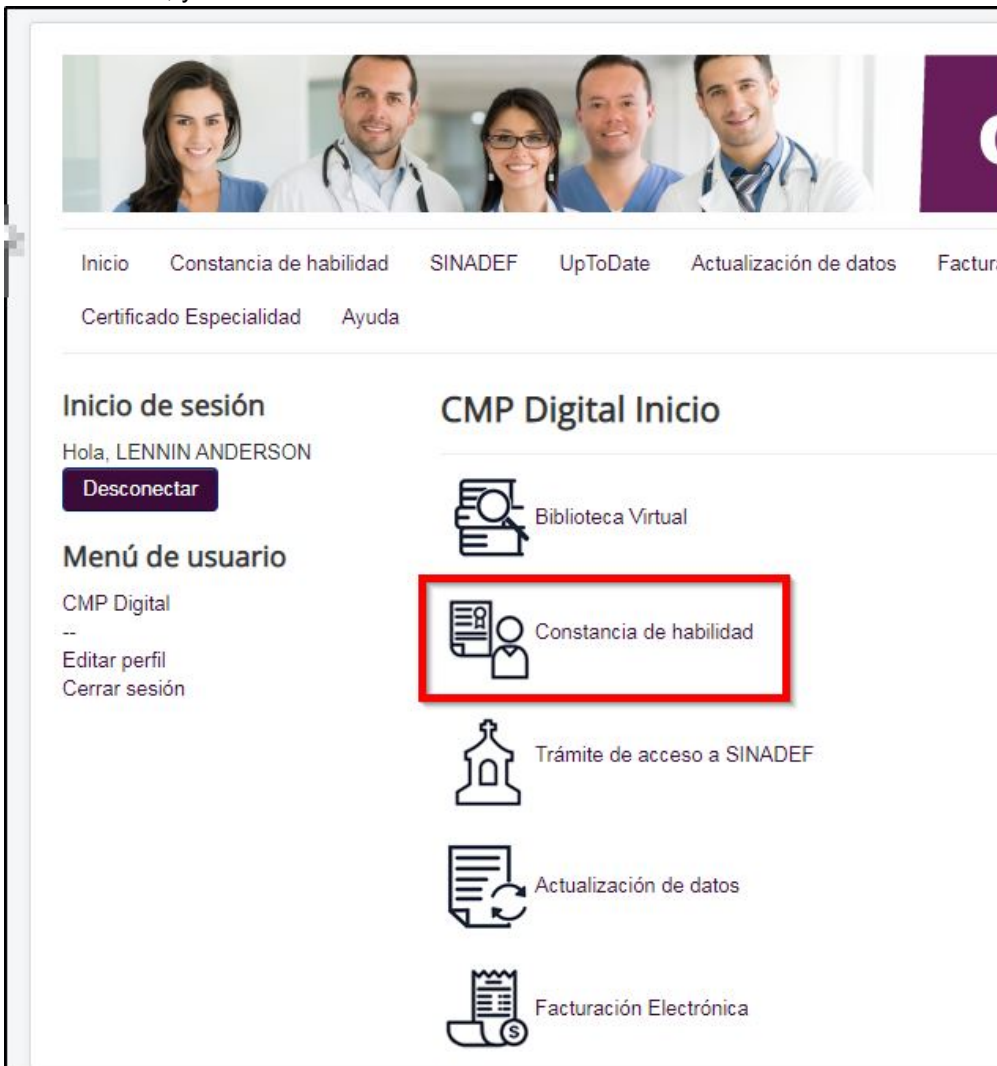 Inicio Constancia de habilidad SINADEF UpToDate Actualización de datos
Certificado Especialidad Ayuda
Inicio de sesión
Hola, LENNIN ANDERSON
Desconectar
Menú de usuario
CMP Digital
--
Editar perfil
Cerrar sesión
CMP Digital Inicio
Biblioteca Virtual
Constancia de habilidad
Trámite de acceso a SINADEF
Actualización de datos
Facturación Electrónica